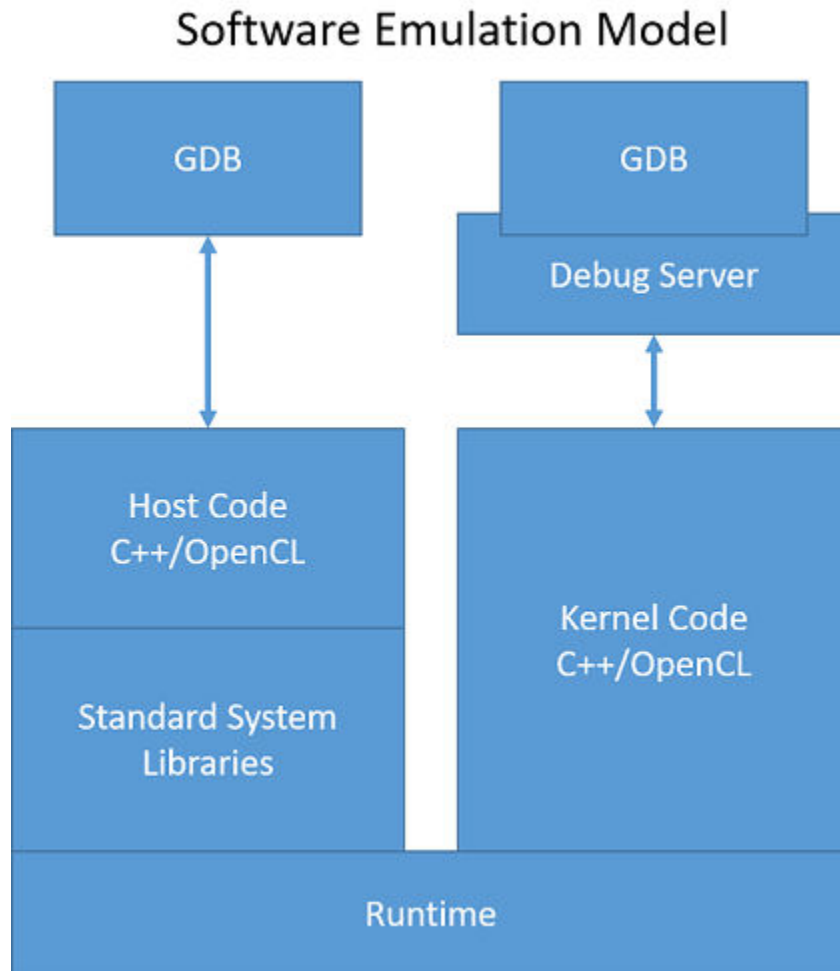 Software Emulation Model
GDB
GDB
Debug Server
Host Code
C++/OpenCL
Kernel Code
C++/OpenCL
Standard System
Libraries
Runtime